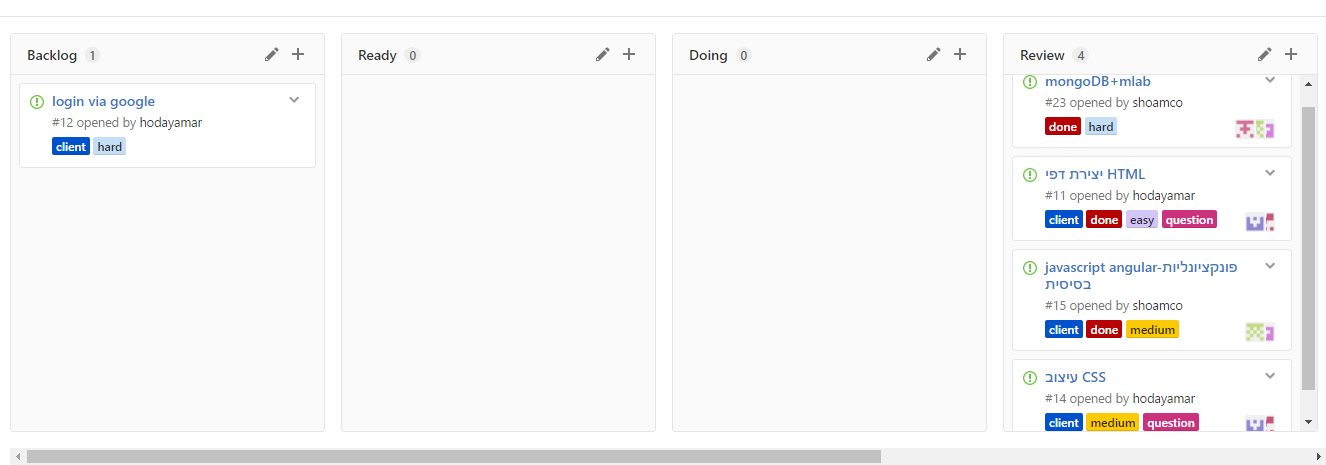 Backlog 1
login via google
#12 opened by hodayamar
client hard
Ready 0
Doing 0
Review 4
mongoDB+mlab
#23 opened by shoamco
done hard
יצירת דפי HTML
#11 opened by hodayamar
client done easy question
javascript angular-פונקציונליות
בסיסית
#15 opened by shoamco
client done medium
עיצוב CSS
#14 opened by hodayamar
client medium question